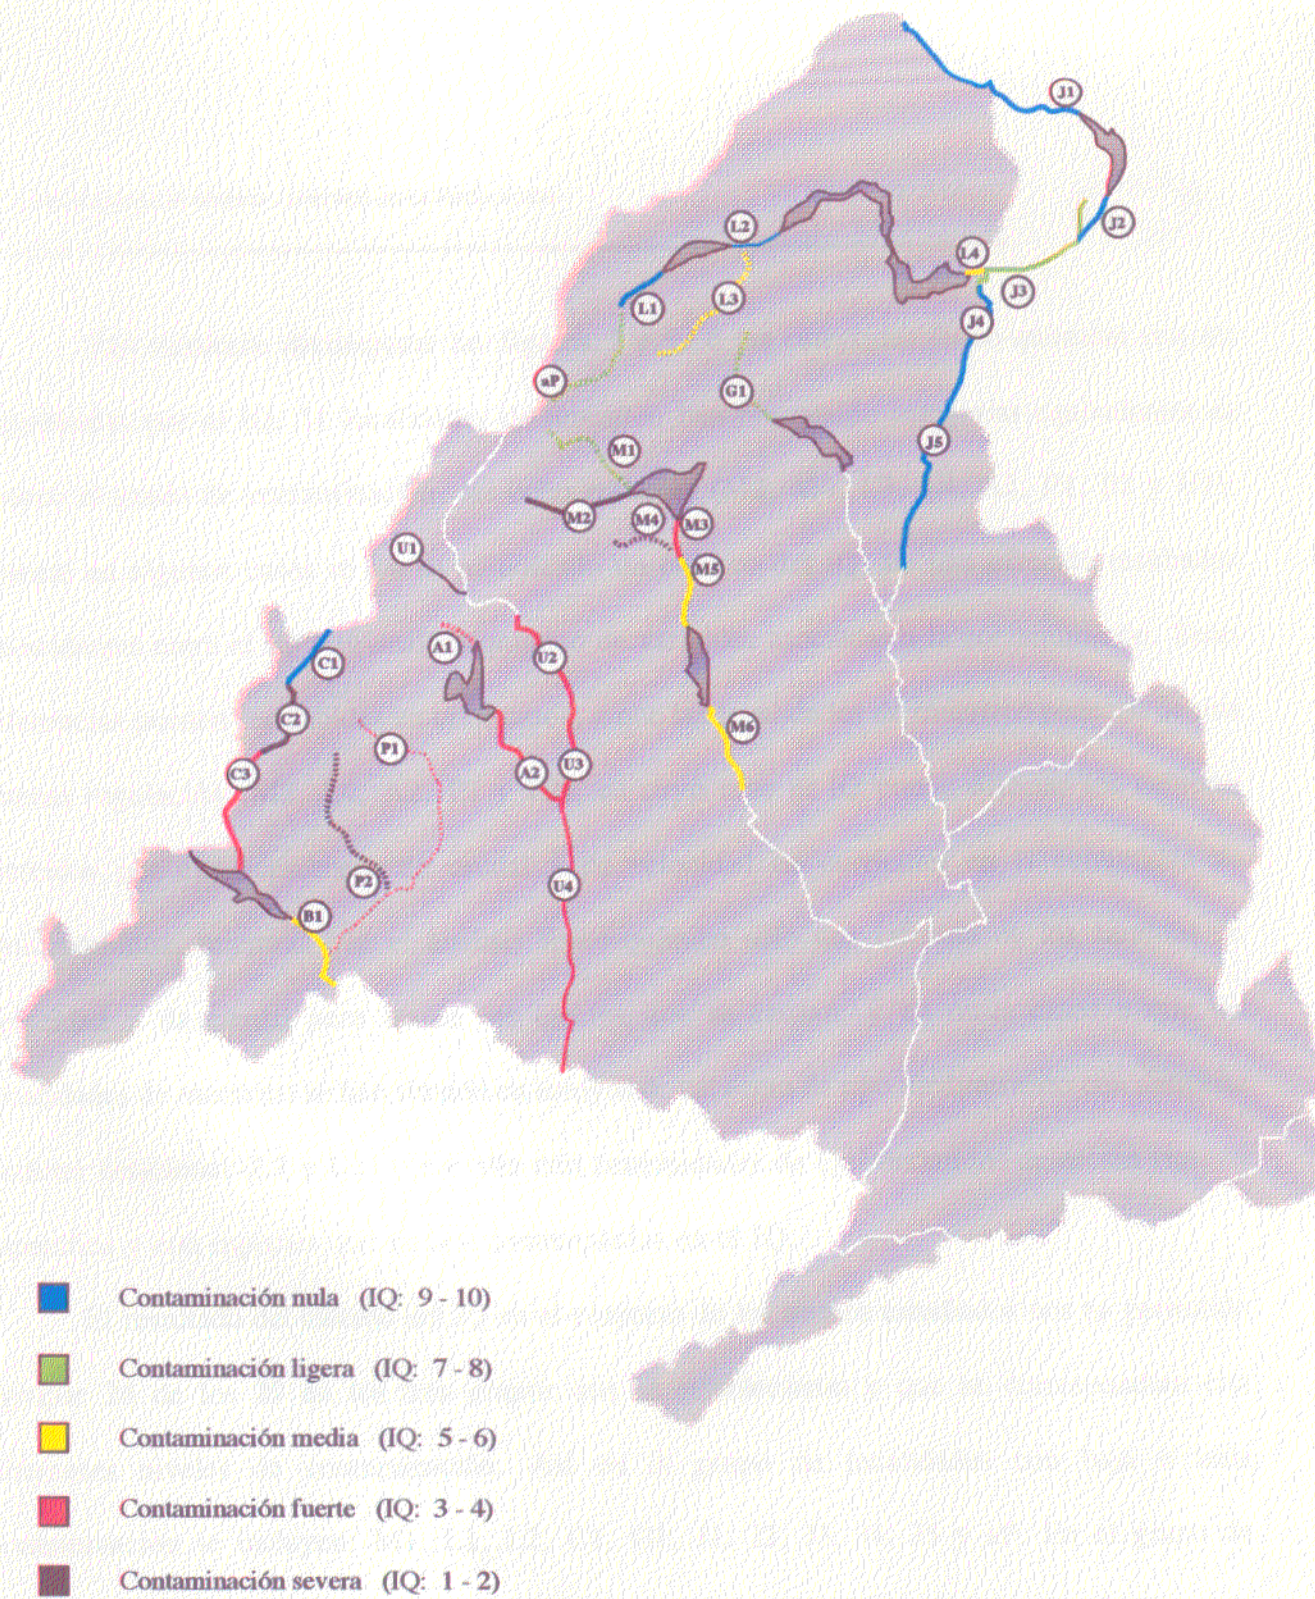 J1
J2
L2
L4
J3
L3
L1
J4
aP
G1
J5
M1
M2
M4
M3
U1
M5
A1
U2
C1
C2
M6
P1
C3
A2
U3
P2
U4
B1
Contaminación nula (IQ: 9 - 10)
Contaminación ligera (IQ: 7 - 8)
Contaminación media (IQ: 5 - 6)
Contaminación fuerte (IQ: 3 - 4)
Contaminación severa (IQ: 1 - 2)